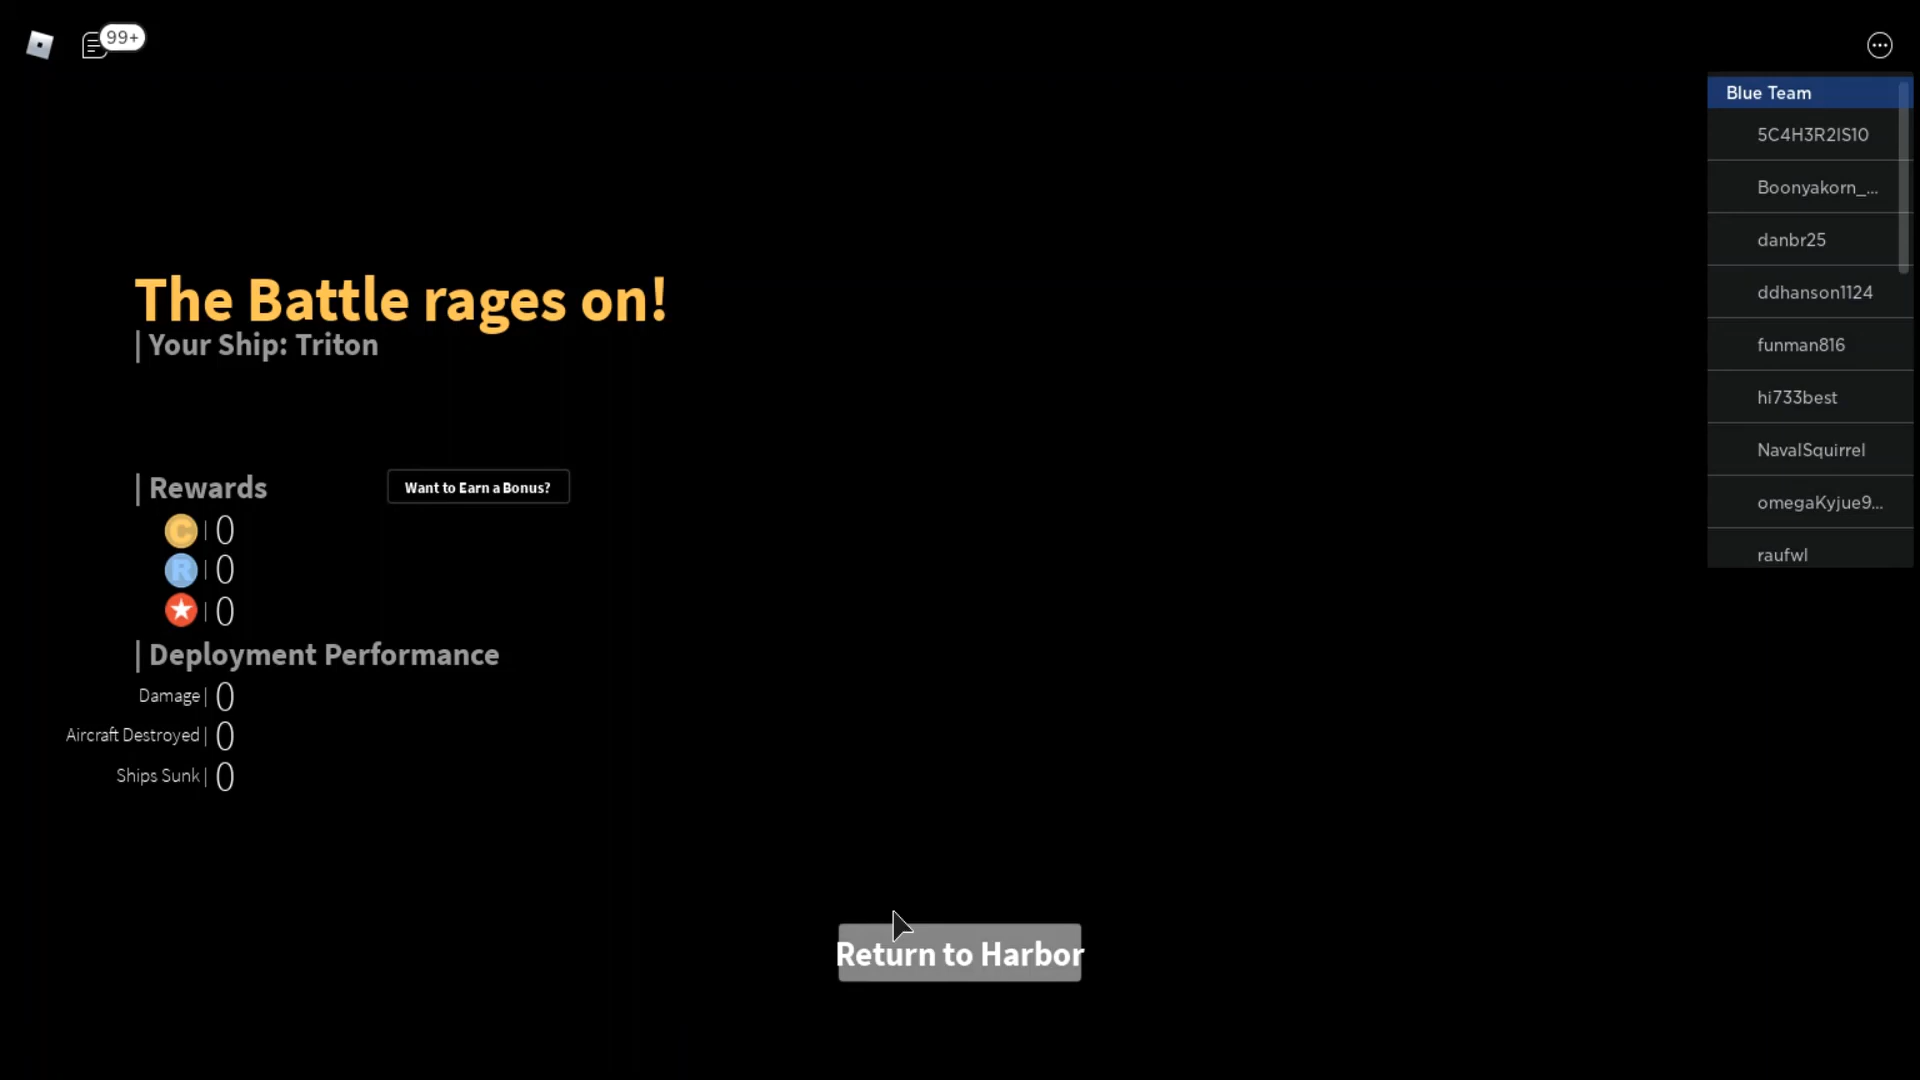 99+
Blue Team
5C4H3R2IS10
Boonyakorn_...
danbr25
ddhanson1124
funman816
hi733best
NavalSquirrel
omegaKyjue9...
raufwl
The Battle rages on!
| Your Ship: Triton
| Rewards
Want to Earn a Bonus?
C | 0
R | 0
| 0
| Deployment Performance
Damage | 0
Aircraft Destroyed | 0
Ships Sunk | 0
Return to Harbor